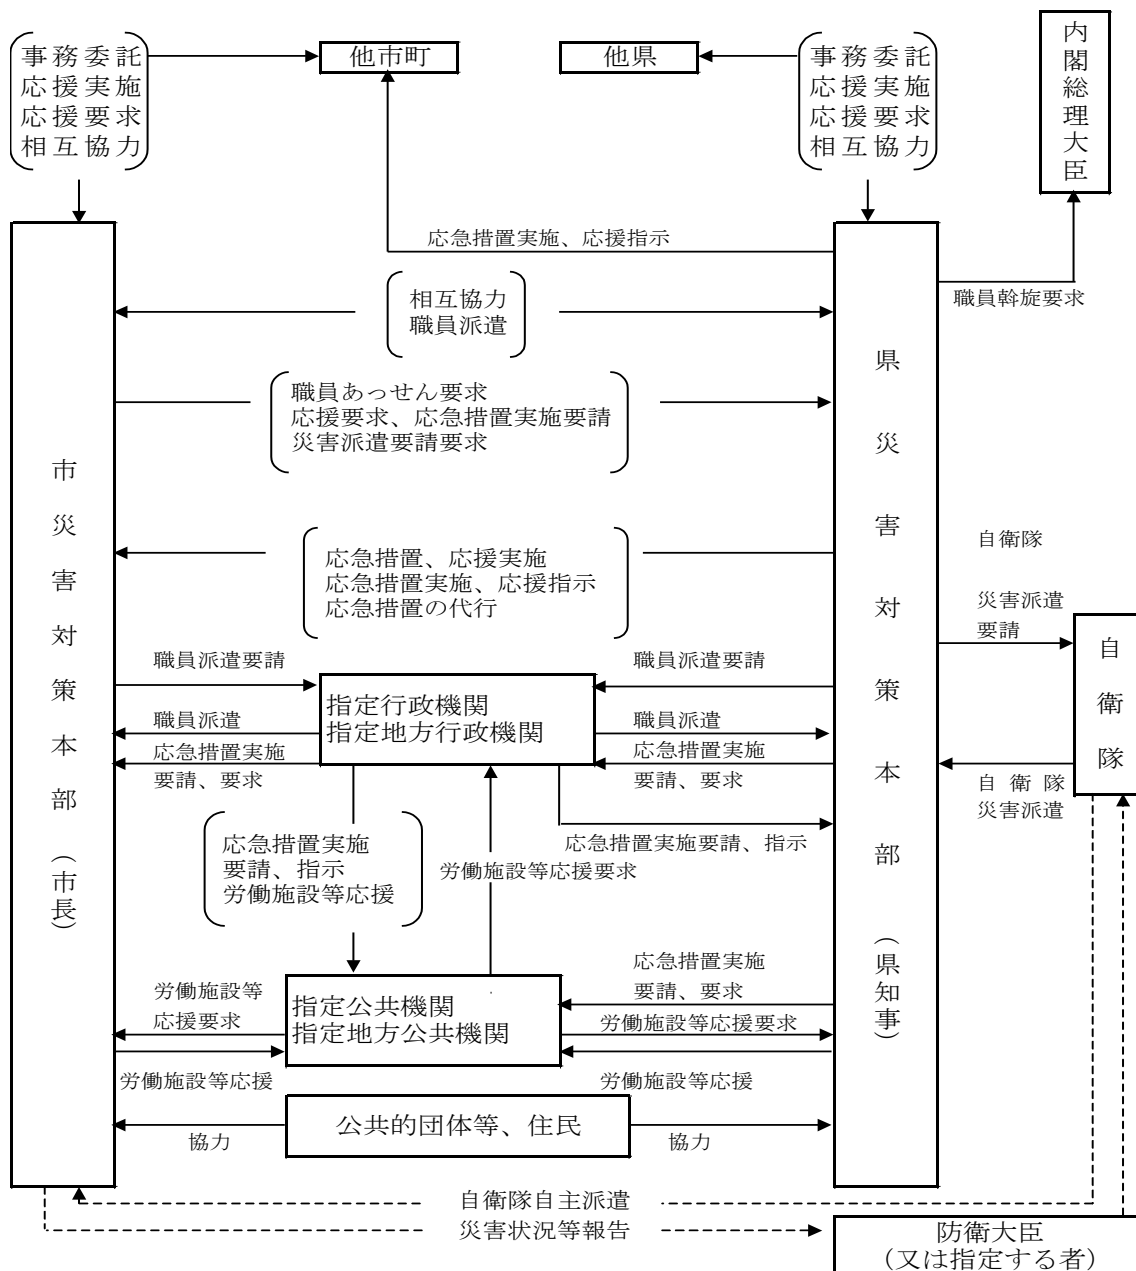 事務委託
応援実施
応援要求
相互協力
他市町
他県
事務委託
応援実施
応援要求
相互協力
内閣総理大臣
応急措置実施、応援指示
職員斡旋要求
相互協力
職員派遣
職員あっせん要求
応援要求、応急措置実施要請
災害派遣要請要求
市災害対策本部（市長）
県災害対策本部（県知事）
応急措置、応援実施
応急措置実施、応援指示
応急措置の代行
自衛隊
災害派遣
要請
自衛隊
職員派遣要請
職員派遣要請
指定行政機関
指定地方行政機関
職員派遣
職員派遣
応急措置実施
要請、要求
応急措置実施
要請、要求
自衛隊
災害派遣
応急措置実施
要請、指示
労働施設等応援
応急措置実施要請、指示
労働施設等応援要求
応急措置実施
要請、要求
労働施設等
応援要求
指定公共機関
指定地方公共機関
労働施設等応援要求
労働施設等応援
労働施設等応援
公共的団体等、住民
協力
協力
自衛隊自主派遣
災害状況等報告
防衛大臣
（又は指定する者）